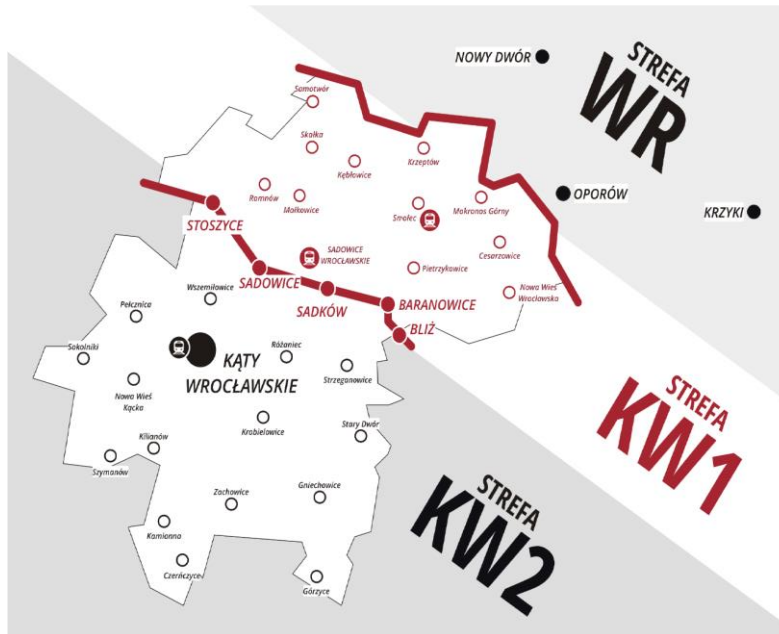 NOWY DWÓR
STREFA
WR
Samotwór
Skałka
Krzeptów
Kębłowice
Romnów
Małkowice
Smolec
Mokronos Górny
OPORÓW
KRZYKI
STOSZYCE
Cesarzowice
SADOWICE
WROCŁAWSKIE
Pietrzykowice
SADOWICE
Nowa Wieś
Wrocławska
Wszemiłowice
SADKÓW
BARANOWICE
Pełcznica
BLIŻ
Sokolniki
KĄTY
WROCŁAWSKIE
Różaniec
Strzeganowice
Nowa Wieś
Kącka
STREFA
KW1
Krobielowice
Stary Dwór
Kilianów
Szymanów
Zachowice
Gniechowice
STREFA
KW2
Kamionna
Czerńczyce
Górzyce